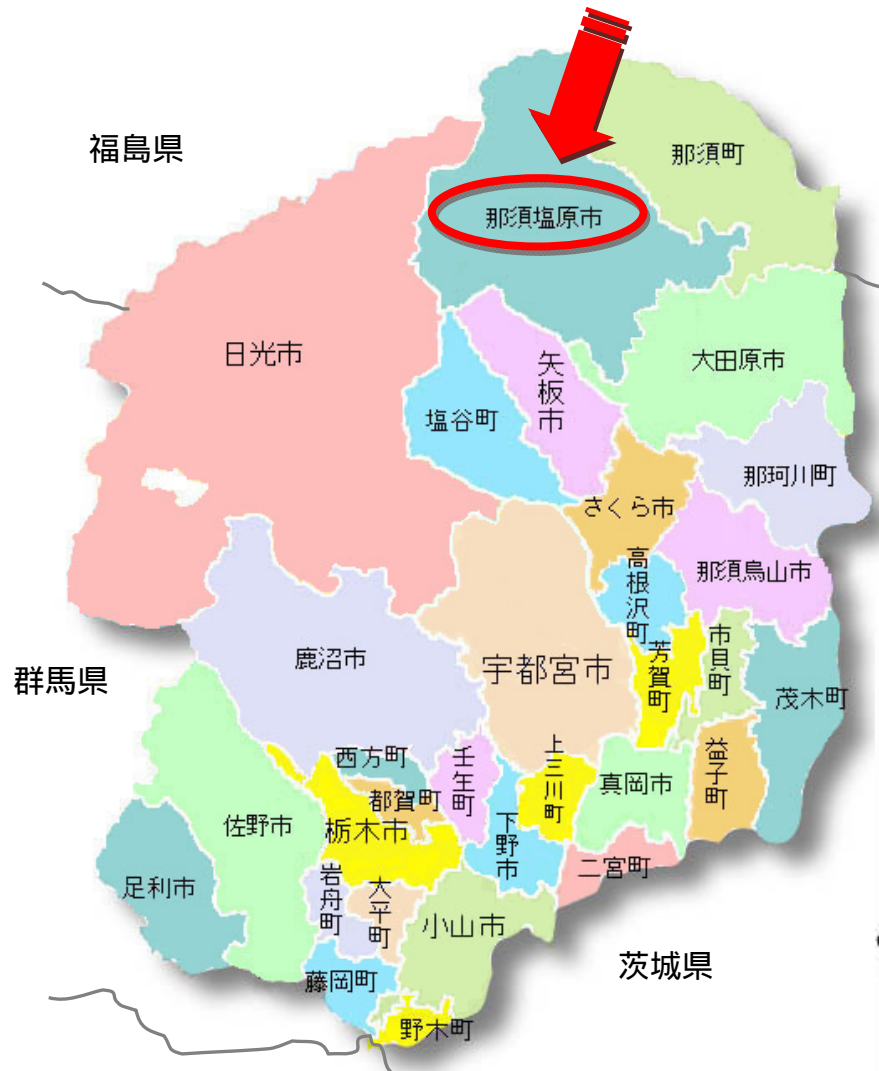 福島県
那須町
那須塩原市
日光市
矢板市
大田原市
塩谷町
那珂川町
さくら市
高根沢町
那須烏山市
鹿沼市
宇都宮市
芳賀町
市貝町
群馬県
茂木町
西方町
壬生町
上三川町
真岡市
益子町
都賀町
佐野市
栃木市
下野市
足利市
岩舟町
大平町
二宮町
小山市
茨城県
藤岡町
野木町